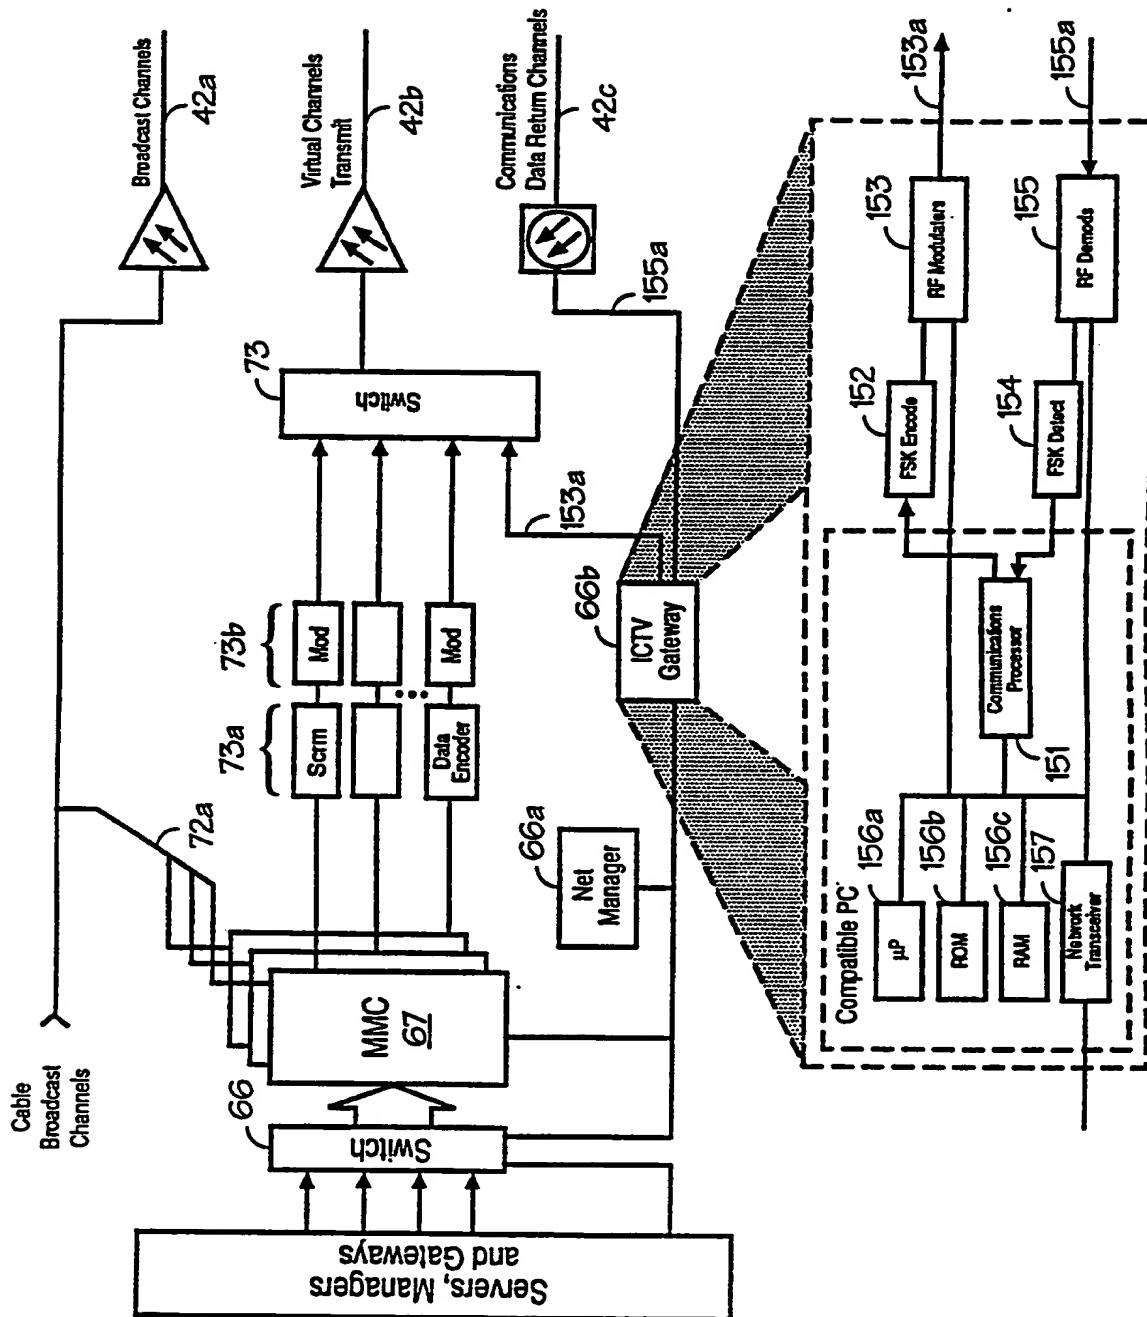 Cable
Broadcast
Channels
Broadcast Channels
42a
Virtual Channels
Transmit
42b
Communications
Data Return Channels
42c
72a
73a
73b
73
Switch
Scrm
Mod
Data
Encoder
Mod
153a
155a
66
Switch
MMC
67
Servers, Managers
and Gateways
66a
Net
Manager
66b
ICTV
Gateway
Compatible PC
156a
μP
156b
ROM
156c
RAM
157
Network
Transceiver
Communications
Processor
151
152
FSK Encode
153
RF Modulators
153a
154
FSK Detect
155
RF Demods
155a